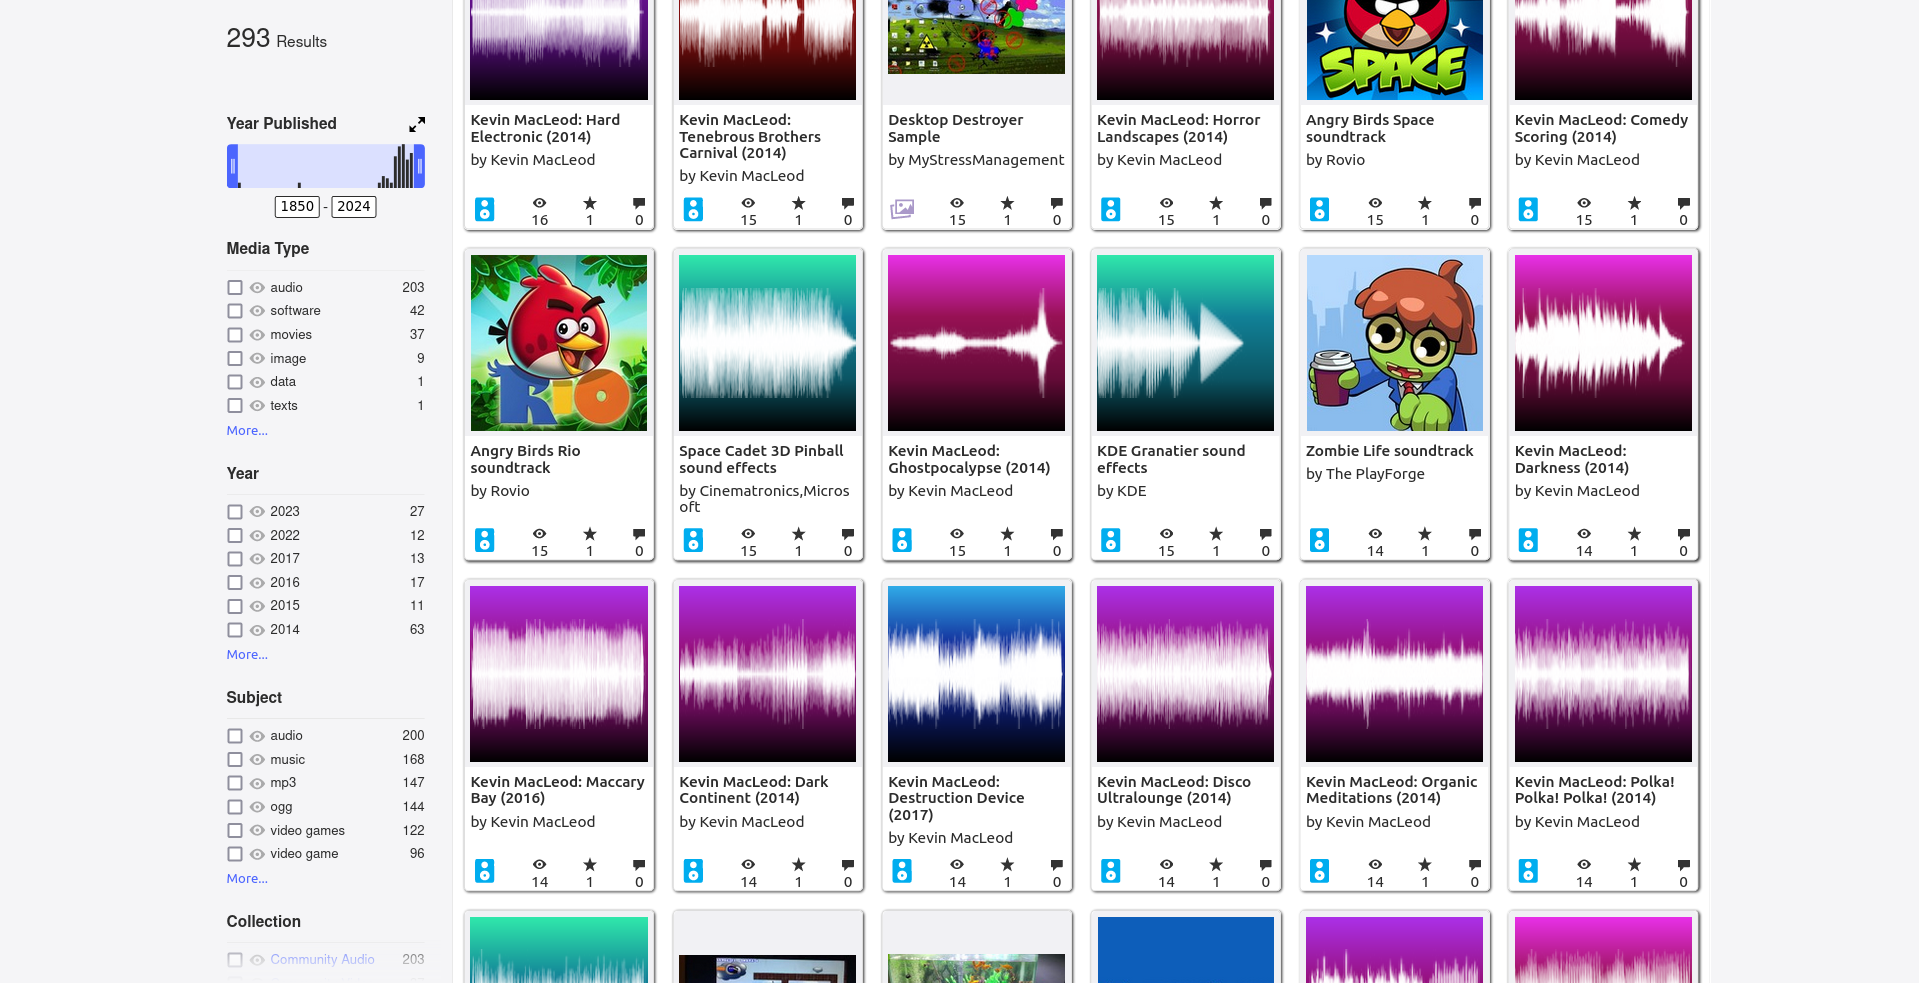 293 Results
Year Published
1850 - 2024
Media Type
audio 203
software 42
movies 37
image 9
data 1
texts 1
More...
Year
2023 27
2022 12
2017 13
2016 17
2015 11
2014 63
More...
Subject
audio 200
music 168
mp3 147
ogg 144
video games 122
video game 96
More...
Collection
Community Audio 203
Kevin MacLeod: Hard
Electronic (2014)
by Kevin MacLeod
16 1 0
Kevin MacLeod:
Tenebrous Brothers
Carnival (2014)
by Kevin MacLeod
15 1 0
Desktop Destroyer
Sample
by MyStressManagement
15 1 0
Kevin MacLeod: Horror
Landscapes (2014)
by Kevin MacLeod
15 1 0
SPACE
Angry Birds Space
soundtrack
by Rovio
15 1 0
Kevin MacLeod: Comedy
Scoring (2014)
by Kevin MacLeod
15 1 0
RIO
Angry Birds Rio
soundtrack
by Rovio
15 1 0
Space Cadet 3D Pinball
sound effects
by Cinematronics,Micros
oft
15 1 0
Kevin MacLeod:
Ghostpocalypse (2014)
by Kevin MacLeod
15 1 0
KDE Granatier sound
effects
by KDE
15 1 0
Zombie Life soundtrack
by The PlayForge
14 1 0
Kevin MacLeod:
Darkness (2014)
by Kevin MacLeod
14 1 0
Kevin MacLeod: Maccary
Bay (2016)
by Kevin MacLeod
14 1 0
Kevin MacLeod: Dark
Continent (2014)
by Kevin MacLeod
14 1 0
Kevin MacLeod:
Destruction Device
(2017)
by Kevin MacLeod
14 1 0
Kevin MacLeod: Disco
Ultralounge (2014)
by Kevin MacLeod
14 1 0
Kevin MacLeod: Organic
Meditations (2014)
by Kevin MacLeod
14 1 0
Kevin MacLeod: Polka!
Polka! Polka! (2014)
by Kevin MacLeod
14 1 0